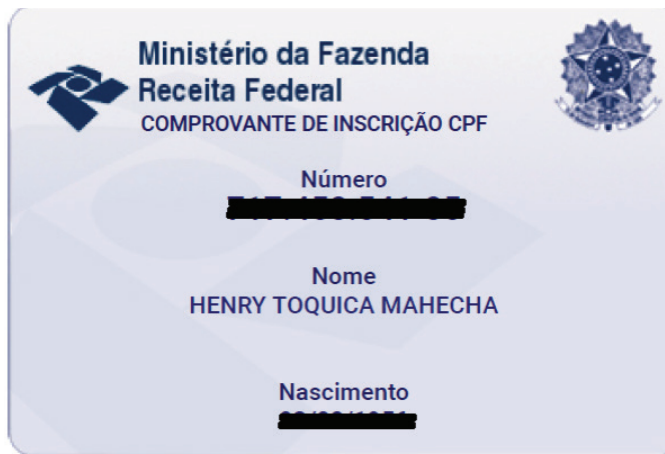 Ministério da Fazenda
Receita Federal
COMPROVANTE DE INSCRIÇÃO CPF
Número
Nome
HENRY TOQUICA MAHECHA
Nascimento